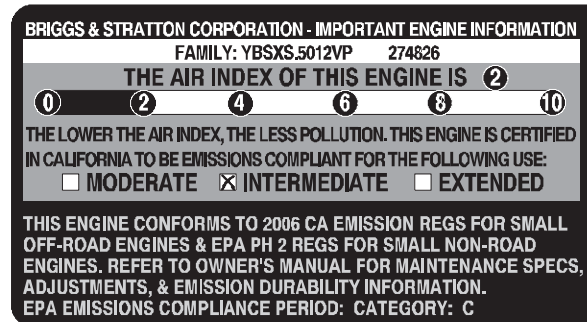 BRIGGS & STRATTON CORPORATION - IMPORTANT ENGINE INFORMATION
FAMILY: YBSXS.5012VP 274826
THE AIR INDEX OF THIS ENGINE IS 2
0 2 4 6 8 10
THE LOWER THE AIR INDEX, THE LESS POLLUTION. THIS ENGINE IS CERTIFIED
IN CALIFORNIA TO BE EMISSIONS COMPLIANT FOR THE FOLLOWING USE:
☐ MODERATE ☒ INTERMEDIATE ☐ EXTENDED
THIS ENGINE CONFORMS TO 2006 CA EMISSION REGS FOR SMALL
OFF-ROAD ENGINES & EPA PH 2 REGS FOR SMALL NON-ROAD
ENGINES. REFER TO OWNER'S MANUAL FOR MAINTENANCE SPECS,
ADJUSTMENTS, & EMISSION DURABILITY INFORMATION.
EPA EMISSIONS COMPLIANCE PERIOD: CATEGORY: C